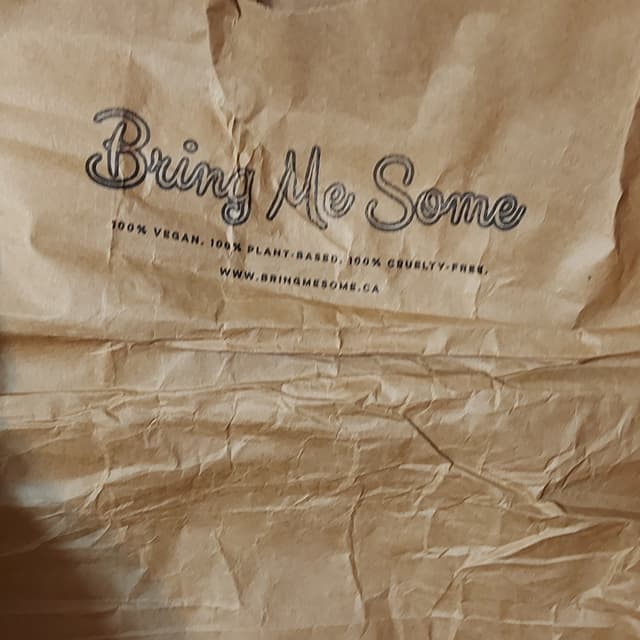 Bring Me Some
100% VEGAN. 100% PLANT-BASED. 100% CRUELTY-FREE.
WWW.BRINGMESOME.CA